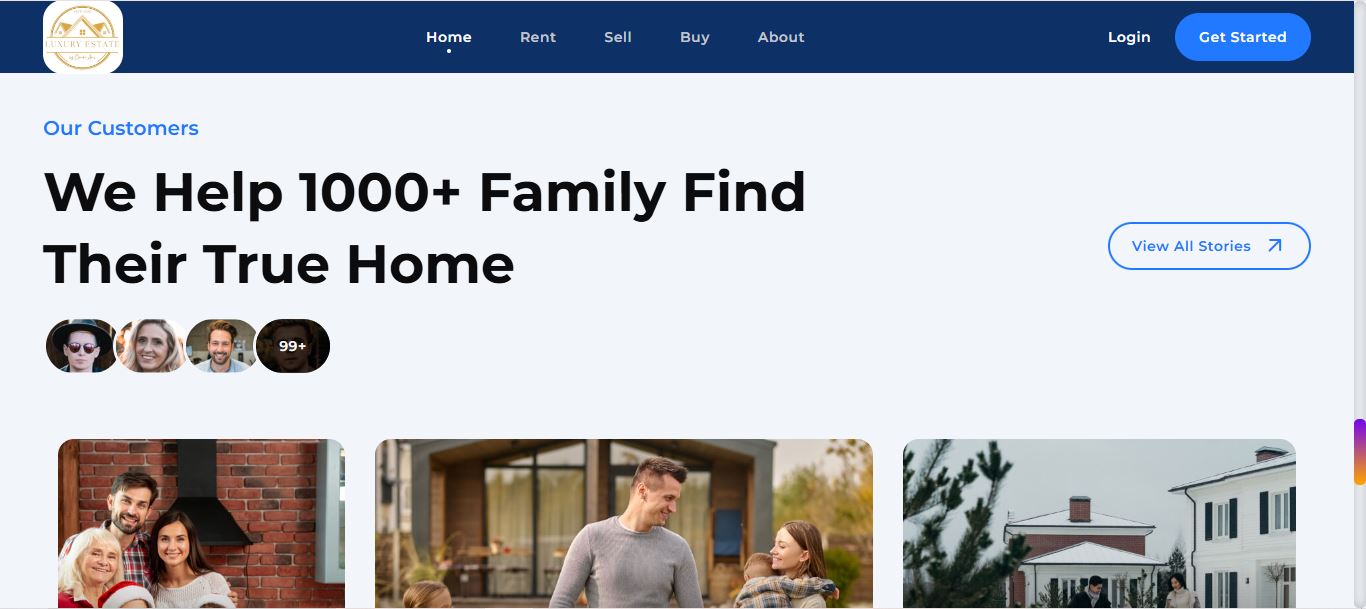 LUXURY ESTATE
Home
Rent
Sell
Buy
About
Login
Get Started
Our Customers
We Help 1000+ Family Find
Their True Home
View All Stories
99+